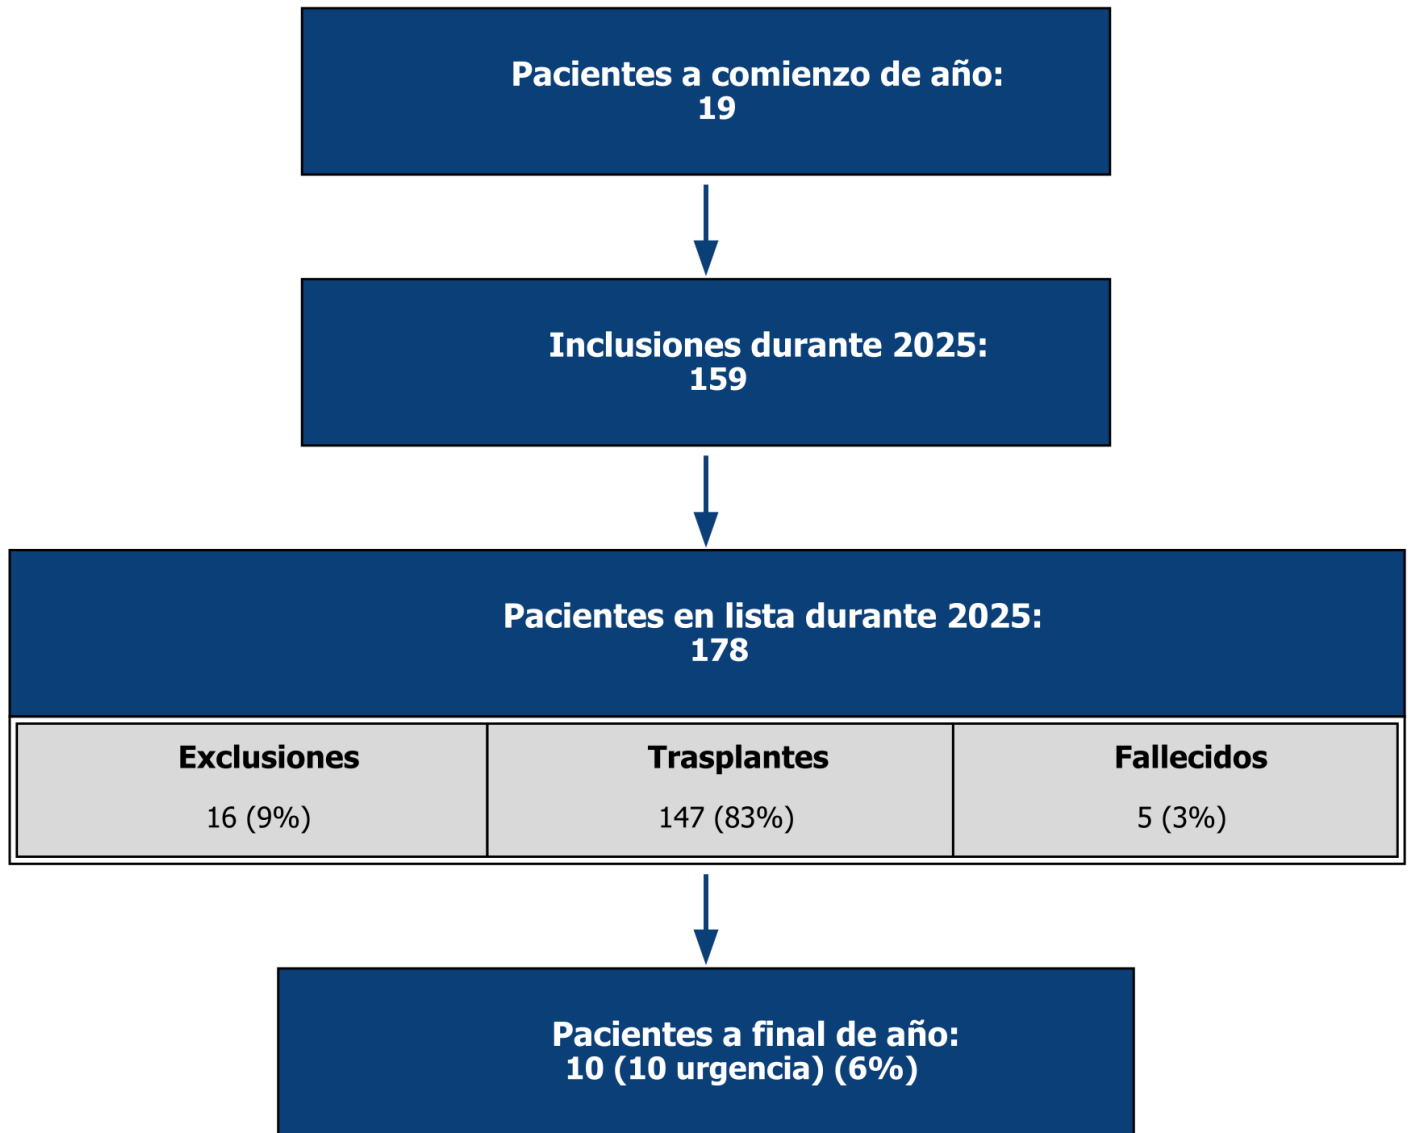 Pacientes a comienzo de año:
19
Inclusiones durante 2025:
159
Pacientes en lista durante 2025:
178
Exclusiones
16 (9%)
Trasplantes
147 (83%)
Fallecidos
5 (3%)
Pacientes a final de año:
10 (10 urgencia) (6%)